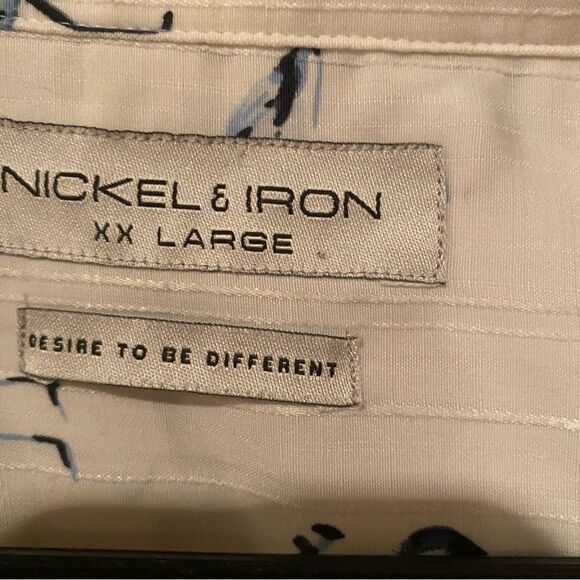 NICKEL & IRON
XX LARGE
DESIRE TO BE DIFFERENT